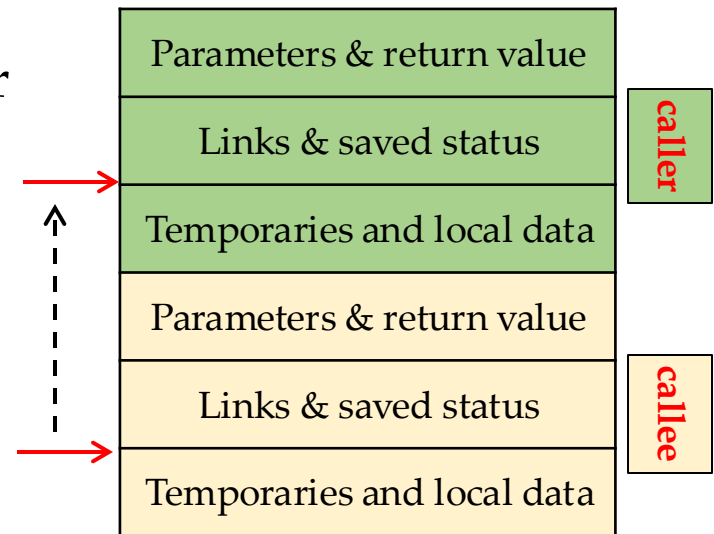 Parameters & return value
r
Links & saved status
caller
Temporaries and local data
Parameters & return value
Links & saved status
callee
Temporaries and local data